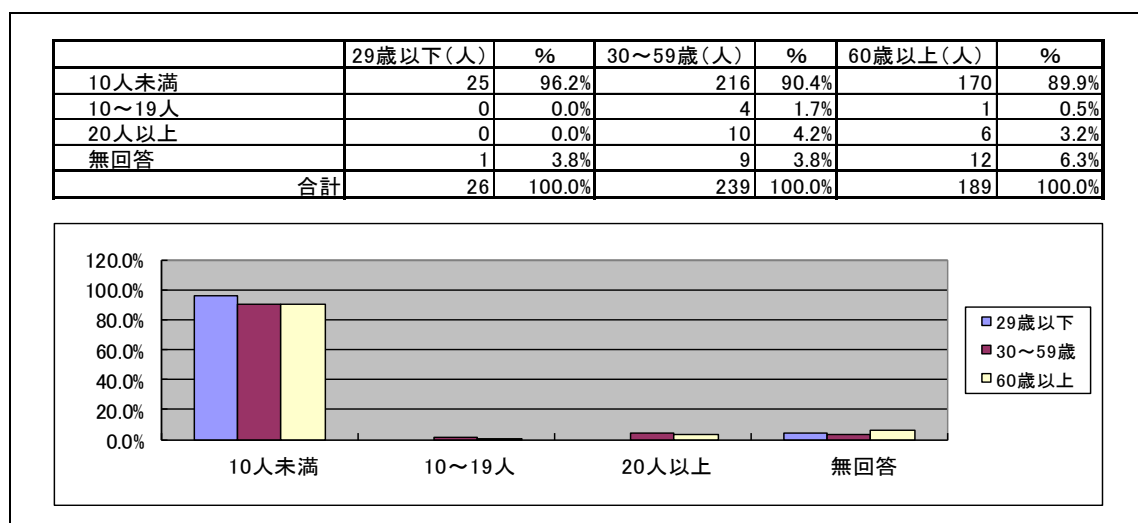 29歳以下(人) % 30～59歳(人) % 60歳以上(人) %
10人未満 25 96.2% 216 90.4% 170 89.9%
10～19人 0 0.0% 4 1.7% 1 0.5%
20人以上 0 0.0% 10 4.2% 6 3.2%
無回答 1 3.8% 9 3.8% 12 6.3%
合計 26 100.0% 239 100.0% 189 100.0%
120.0%
100.0%
80.0%
60.0%
40.0%
20.0%
0.0%
10人未満 10～19人 20人以上 無回答
29歳以下
30～59歳
60歳以上